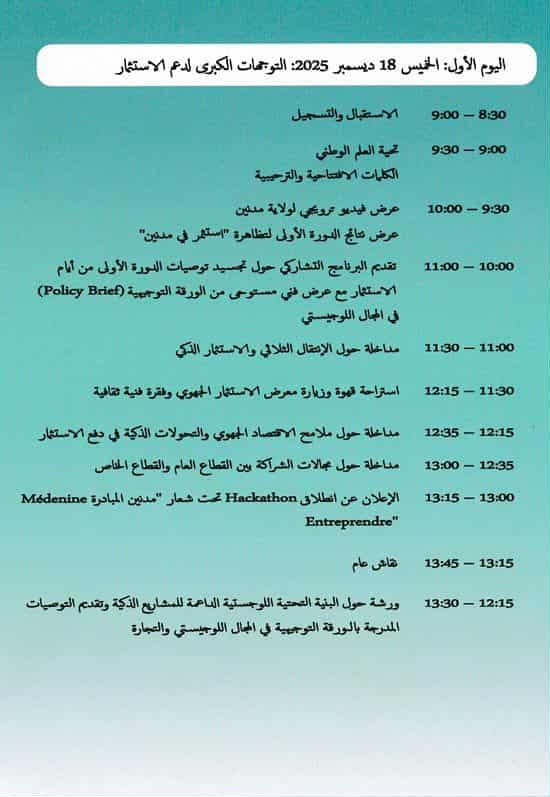 اليوم الأول: الخميس 18 ديسمبر 2025: التوجهات الكبرى لدعم الاستثمار
8:30 – 9:00 الاستقبال والتسجيل
9:00 – 9:30 تحية العلم الوطني
الكلمات الافتتاحية والترحيبية
9:30 – 10:00 عرض فيديو ترويجي لولاية مدنين
عرض نتائج الدورة الأولى لتظاهرة "استثمر في مدنين"
10:00 – 11:00 تقديم البرنامج التشاركي حول تجسيد توصيات الدورة الأولى من أيام
الاستثمار مع عرض فني مستوحى من الورقة التوجيهية (Policy Brief)
في المجال اللوجيستي
11:00 – 11:30 مداخلة حول الإنتقال الثلاثي والاستثمار الذكي
11:30 – 12:15 استراحة قهوة وزيارة معرض الاستثمار الجهوي وفقرة فنية ثقافية
12:15 – 12:35 مداخلة حول ملامح الاقتصاد الجهوي والتحولات الذكية في دفع الاستثمار
12:35 – 13:00 مداخلة حول مجالات الشراكة بين القطاع العام والقطاع الخاص
13:00 – 13:15 الإعلان عن انطلاق Hackathon تحت شعار "مدنين المبادرة Médenine
Entreprendre"
13:15 – 13:45 نقاش عام
12:15 – 13:30 ورشة حول البنية التحتية اللوجستية الداعمة للمشاريع الذكية وتقديم التوصيات
المدرجة بالورقة التوجيهية في المجال اللوجيستي والتجارة